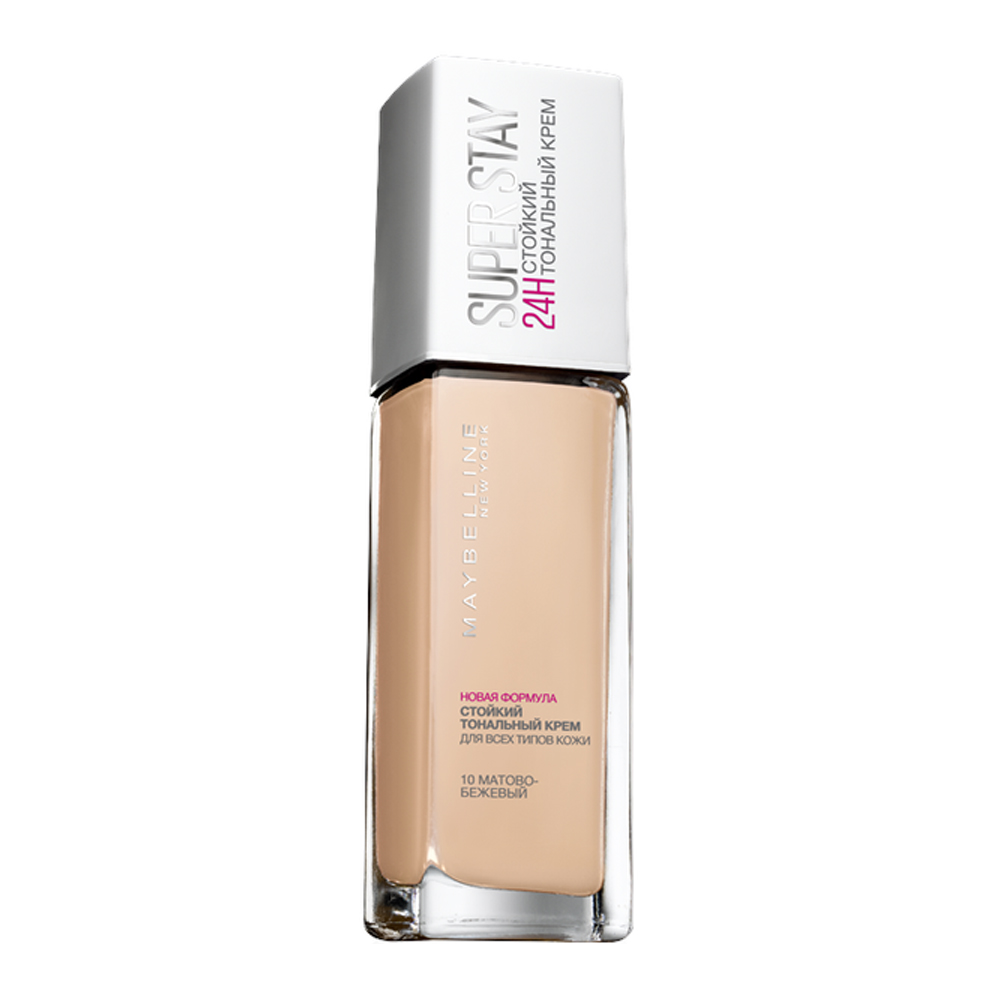 SUPER STAY
24H СТОЙКИЙ
ТОНАЛЬНЫЙ КРЕМ
MAYBELLINE
NEW YORK
НОВАЯ ФОРМУЛА
СТОЙКИЙ
ТОНАЛЬНЫЙ КРЕМ
ДЛЯ ВСЕХ ТИПОВ КОЖИ
10 МАТОВО-
БЕЖЕВЫЙ